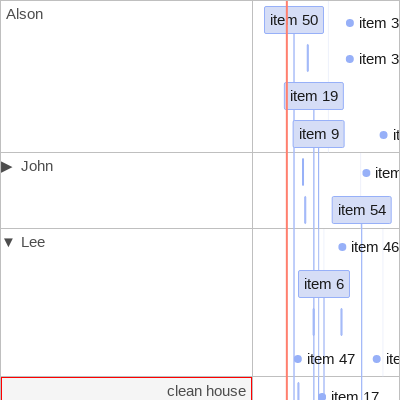 Alson
item 50
item 3
item 3
item 19
item 9
it
▶ John
item
item 54
▼ Lee
item 46
item 6
item 47
ite
clean house
item 17